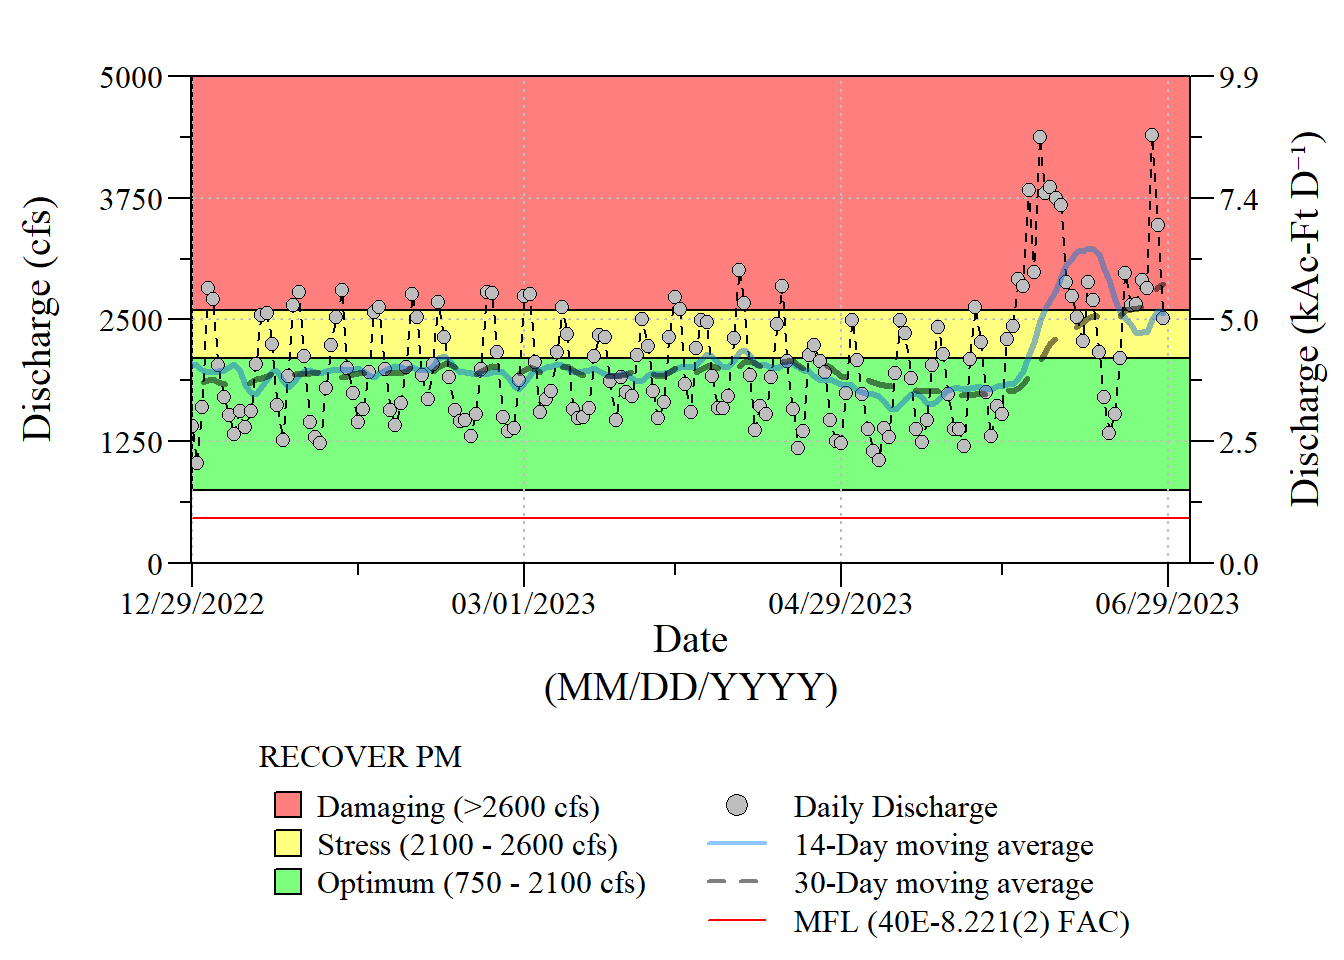 5000
3750
2500
1250
0
Discharge (cfs)
9.9
7.4
5.0
2.5
0.0
Discharge (kAc-Ft D⁻¹)
12/29/2022 03/01/2023 04/29/2023 06/29/2023
Date
(MM/DD/YYYY)
RECOVER PM
Damaging (>2600 cfs)
Stress (2100 - 2600 cfs)
Optimum (750 - 2100 cfs)
Daily Discharge
14-Day moving average
30-Day moving average
MFL (40E-8.221(2) FAC)